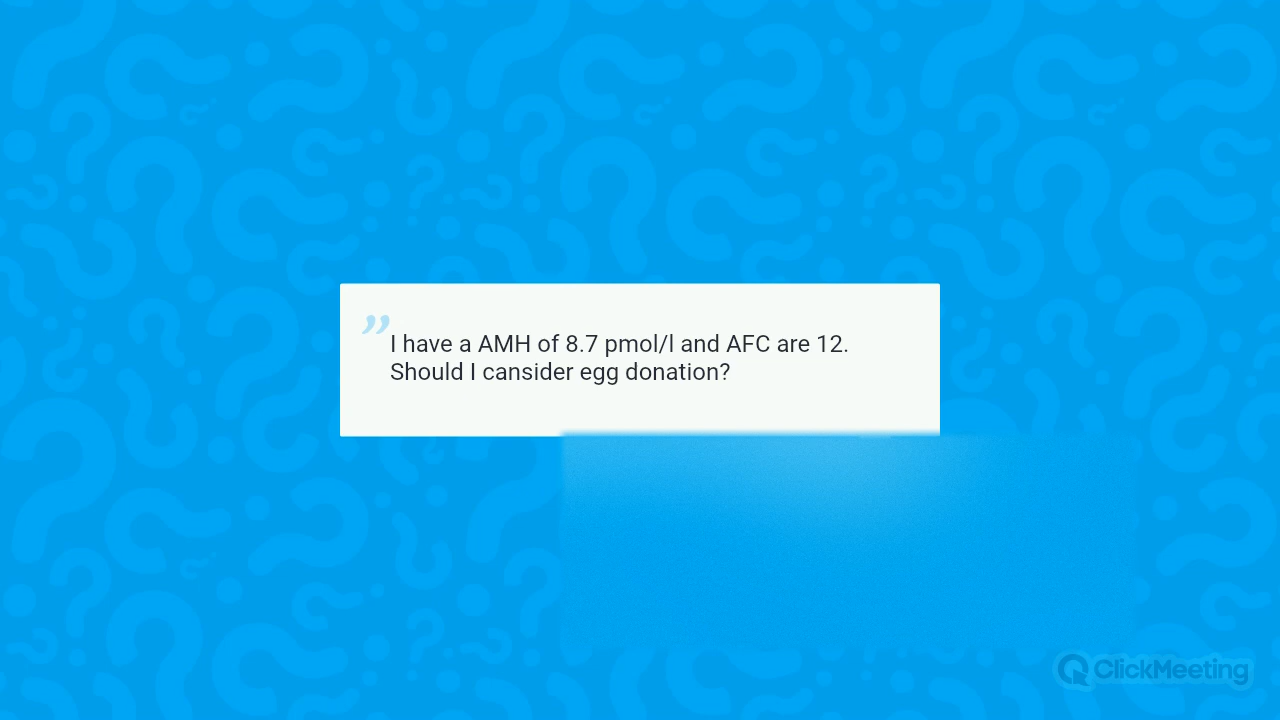 ”
I have a AMH of 8.7 pmol/l and AFC are 12.
Should I cansider egg donation?
ClickMeeting